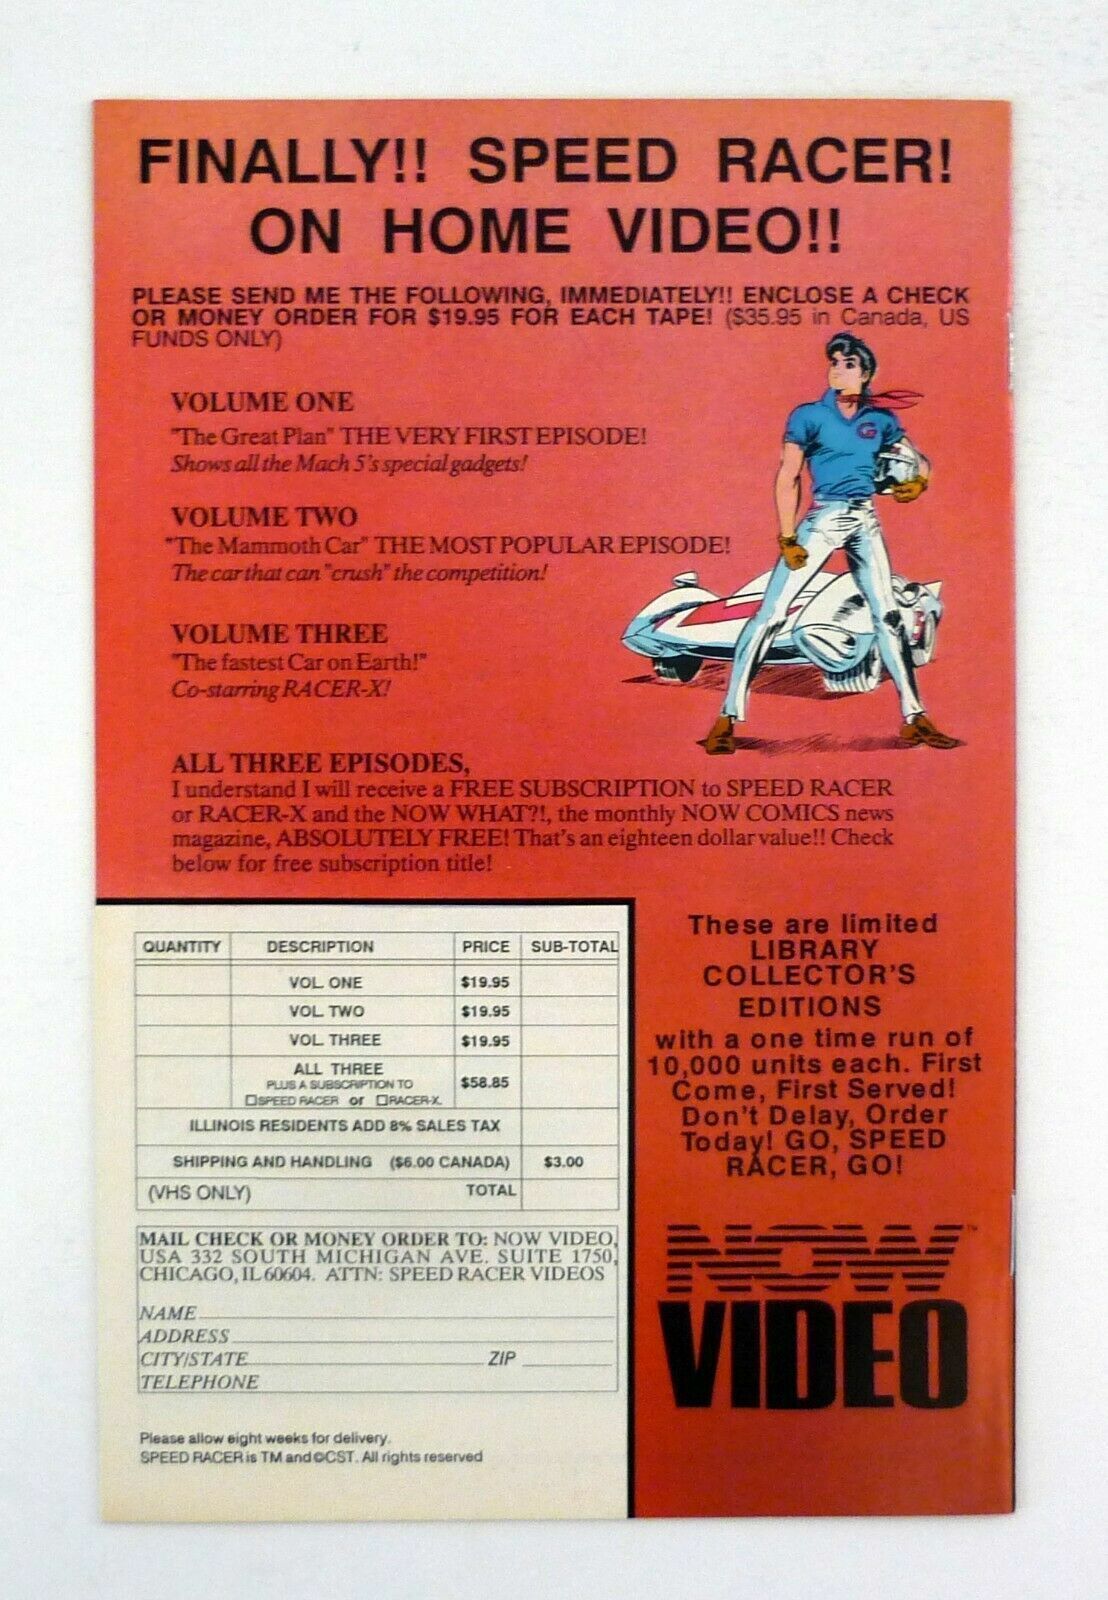 FINALLY!! SPEED RACER!
ON HOME VIDEO!!
PLEASE SEND ME THE FOLLOWING, IMMEDIATELY!! ENCLOSE A CHECK
OR MONEY ORDER FOR $19.95 FOR EACH TAPE! ($35.95 in Canada, US
FUNDS ONLY)
VOLUME ONE
"The Great Plan" THE VERY FIRST EPISODE!
Shows all the Mach 5's special gadgets!
VOLUME TWO
"The Mammoth Car" THE MOST POPULAR EPISODE!
The car that can "crush" the competition!
VOLUME THREE
"The fastest Car on Earth!"
Co-starring RACER-X!
G
ALL THREE EPISODES,
I understand I will receive a FREE SUBSCRIPTION to SPEED RACER
or RACER-X and the NOW WHAT?!, the monthly NOW COMICS news
magazine, ABSOLUTELY FREE! That's an eighteen dollar value!! Check
below for free subscription title!
QUANTITY DESCRIPTION PRICE SUB-TOTAL
VOL. ONE $19.95
VOL. TWO $19.95
VOL. THREE $19.95
ALL THREE
PLUS A SUBSCRIPTION TO $58.85
☐SPEED RACER or ☐RACER-X.
ILLINOIS RESIDENTS ADD 8% SALES TAX
SHIPPING AND HANDLING ($6.00 CANADA) $3.00
(VHS ONLY) TOTAL
MAIL CHECK OR MONEY ORDER TO: NOW VIDEO,
USA 332 SOUTH MICHIGAN AVE. SUITE 1750,
CHICAGO, IL 60604. ATTN: SPEED RACER VIDEOS
NAME
ADDRESS
CITY/STATE ZIP
TELEPHONE
Please allow eight weeks for delivery.
SPEED RACER is TM and ©CST. All rights reserved
These are limited
LIBRARY
COLLECTOR'S
EDITIONS
with a one time run of
10,000 units each. First
Come, First Served!
Don't Delay, Order
Today! GO, SPEED
RACER, GO!
NOW™
VIDEO